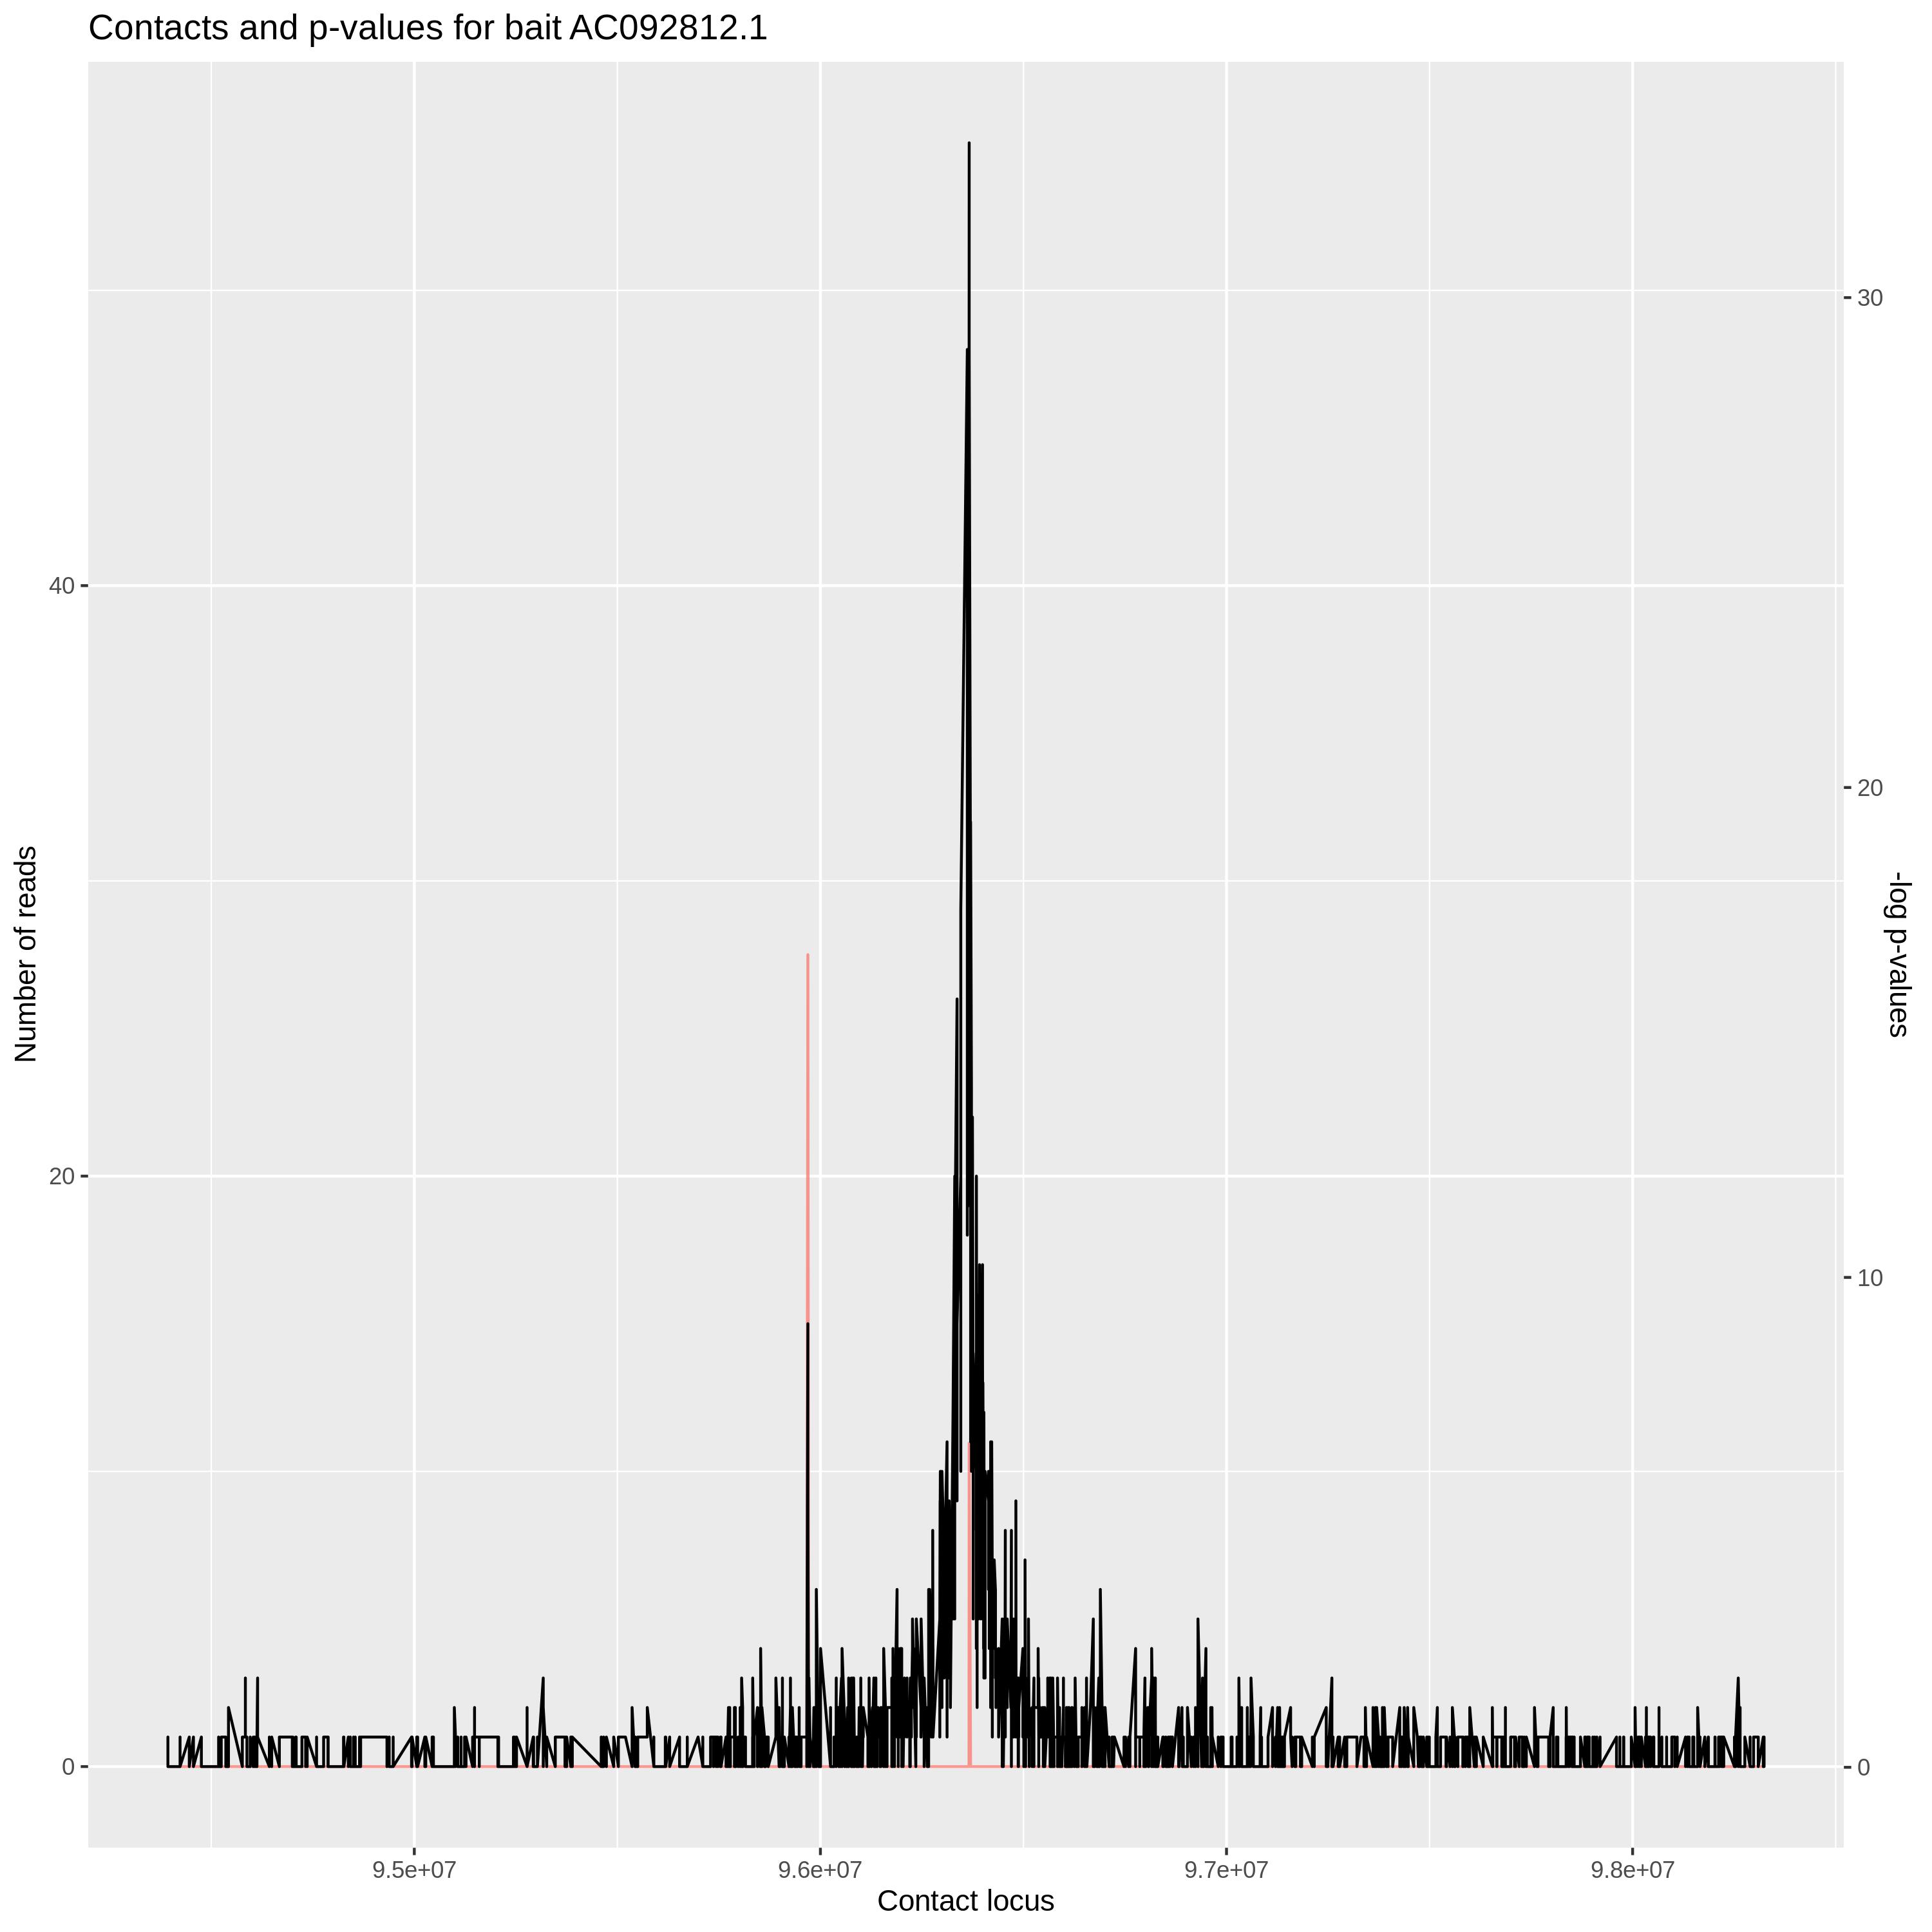 Contacts and p-values for bait AC092812.1
Number of reads
40
20
0
30
20
10
0
-log p-values
9.5e+07 9.6e+07 9.7e+07 9.8e+07
Contact locus